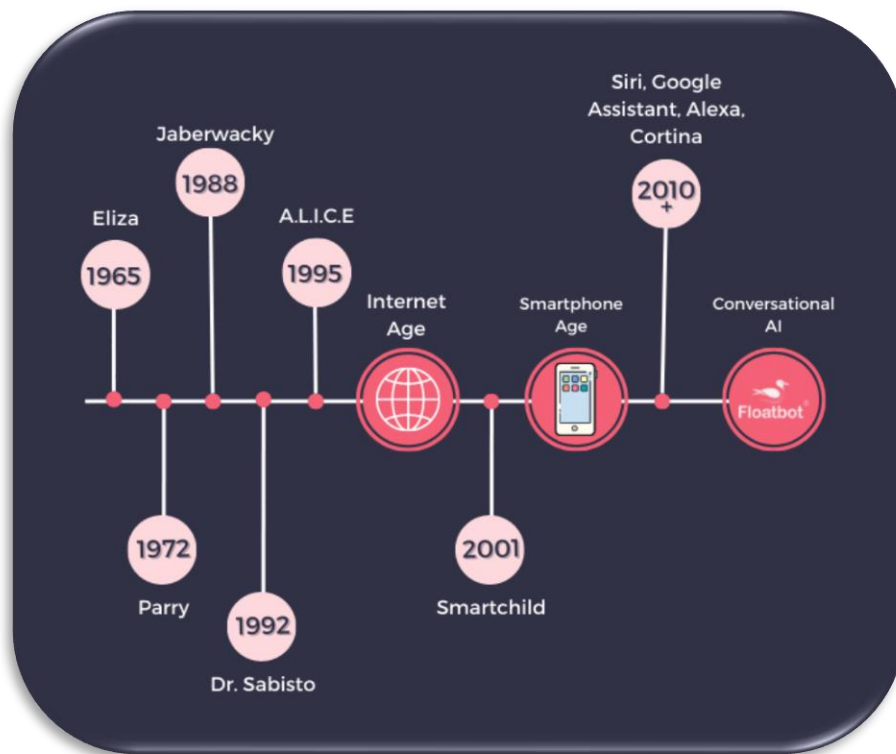 Eliza
1965
Parry
1972
Jaberwacky
1988
Dr. Sabisto
1992
A.L.I.C.E
1995
Internet
Age
Smartchild
2001
Smartphone
Age
Siri, Google
Assistant, Alexa,
Cortina
2010
+
Conversational
AI
Floatbot®